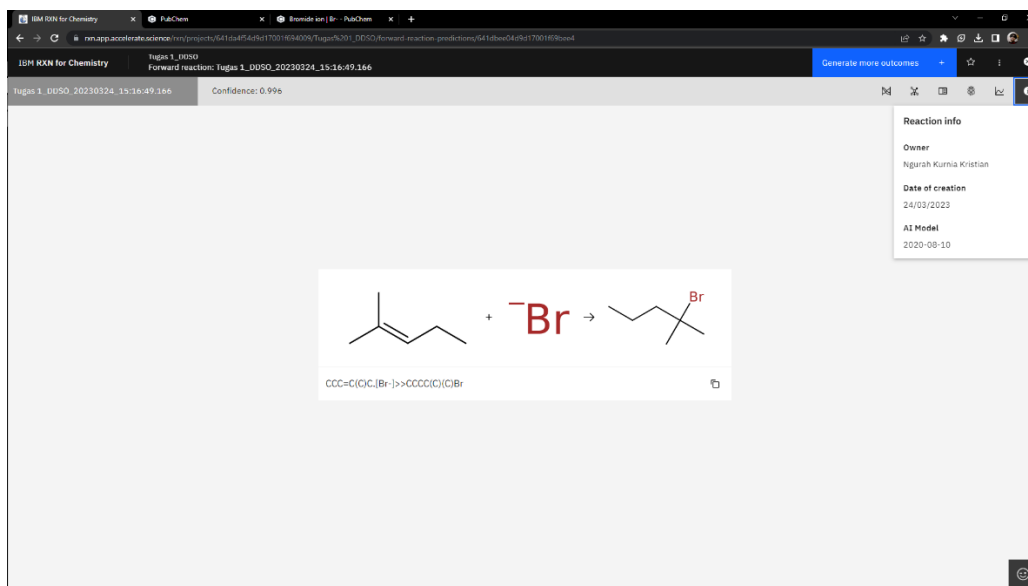 IBM RXN for Chemistry
PubChem
Bromide ion | Br- - PubChem
rxn.app.accelerate.science/rxn/projects/641da4f54d9d17001f694009/Tugas%201_DDSO/forward-reaction-predictions/641dbee04d9d17001f69bee4
IBM RXN for Chemistry
Tugas 1_DDSO
Forward reaction: Tugas 1_DDSO_20230324_15:16:49.166
Generate more outcomes +
Tugas 1_DDSO_20230324_15:16:49.166
Confidence: 0.996
Reaction info
Owner
Ngurah Kurnia Kristian
Date of creation
24/03/2023
AI Model
2020-08-10
+ ⁻Br → Br
CCC=C(C)C.[Br-]>>CCCC(C)(C)Br